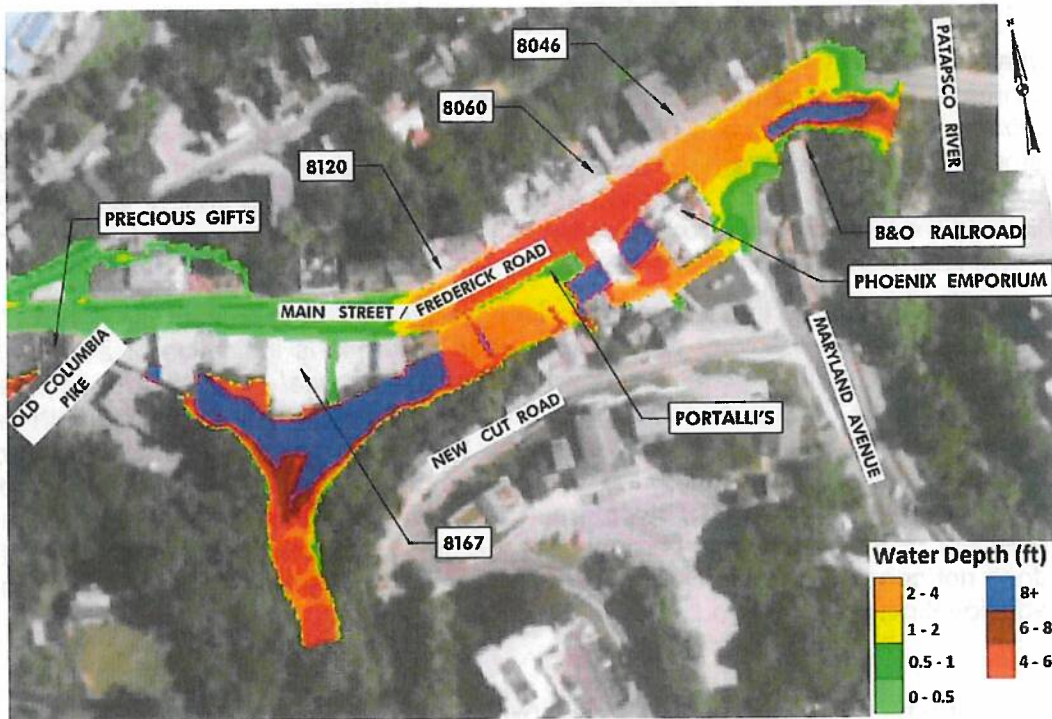 8046
8060
8120
PRECIOUS GIFTS
PATAPSCO RIVER
N
B&O RAILROAD
PHOENIX EMPORIUM
MAIN STREET / FREDERICK ROAD
OLD COLUMBIA
PIKE
MARYLAND AVENUE
NEW CUT ROAD
PORTALLI'S
8167
Water Depth (ft)
2 - 4
8+
1 - 2
6 - 8
0.5 - 1
4 - 6
0 - 0.5